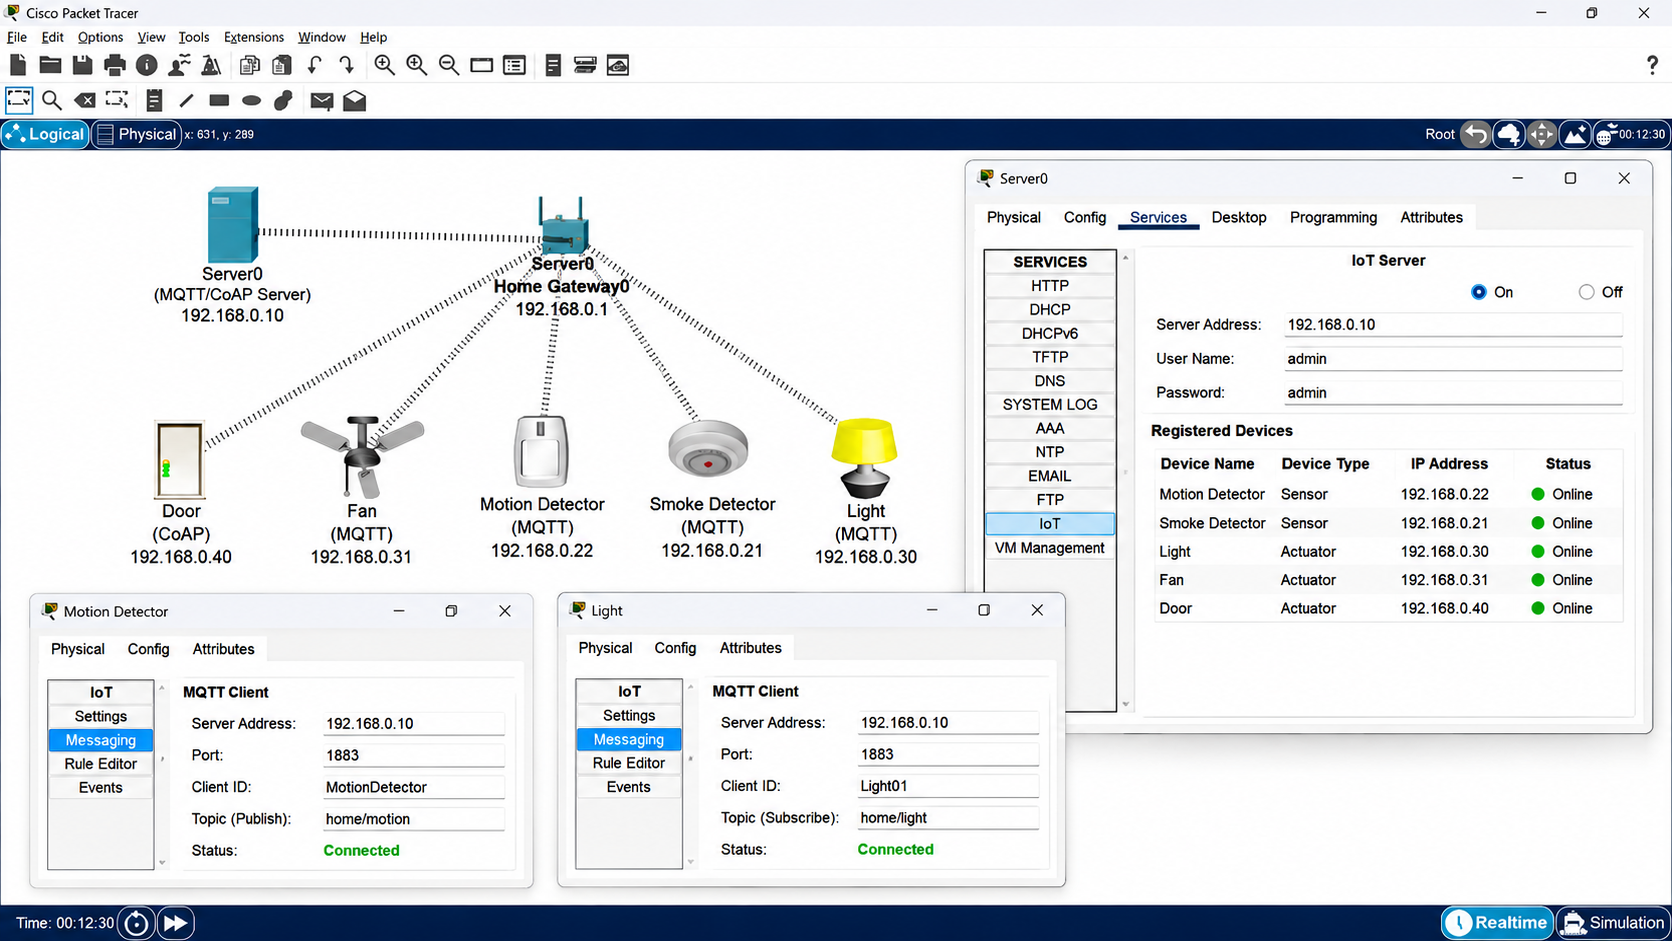 Cisco Packet Tracer
File Edit Options View Tools Extensions Window Help
?
Logical Physical x: 631, y: 289 Root 00:12:30
Server0
(MQTT/CoAP Server)
192.168.0.10
Server0
Home Gateway0
192.168.0.1
Door
(CoAP)
192.168.0.40
Fan
(MQTT)
192.168.0.31
Motion Detector
(MQTT)
192.168.0.22
Smoke Detector
(MQTT)
192.168.0.21
Light
(MQTT)
192.168.0.30
Server0
Physical Config Services Desktop Programming Attributes
SERVICES
HTTP
DHCP
DHCPv6
TFTP
DNS
SYSTEM LOG
AAA
NTP
EMAIL
FTP
IoT
VM Management
IoT Server
On Off
Server Address: 192.168.0.10
User Name: admin
Password: admin
Registered Devices
Device Name Device Type IP Address Status
Motion Detector Sensor 192.168.0.22 Online
Smoke Detector Sensor 192.168.0.21 Online
Light Actuator 192.168.0.30 Online
Fan Actuator 192.168.0.31 Online
Door Actuator 192.168.0.40 Online
Motion Detector
Physical Config Attributes
IoT
Settings
Messaging
Rule Editor
Events
MQTT Client
Server Address: 192.168.0.10
Port: 1883
Client ID: MotionDetector
Topic (Publish): home/motion
Status: Connected
Light
Physical Config Attributes
IoT
Settings
Messaging
Rule Editor
Events
MQTT Client
Server Address: 192.168.0.10
Port: 1883
Client ID: Light01
Topic (Subscribe): home/light
Status: Connected
Time: 00:12:30 Realtime Simulation